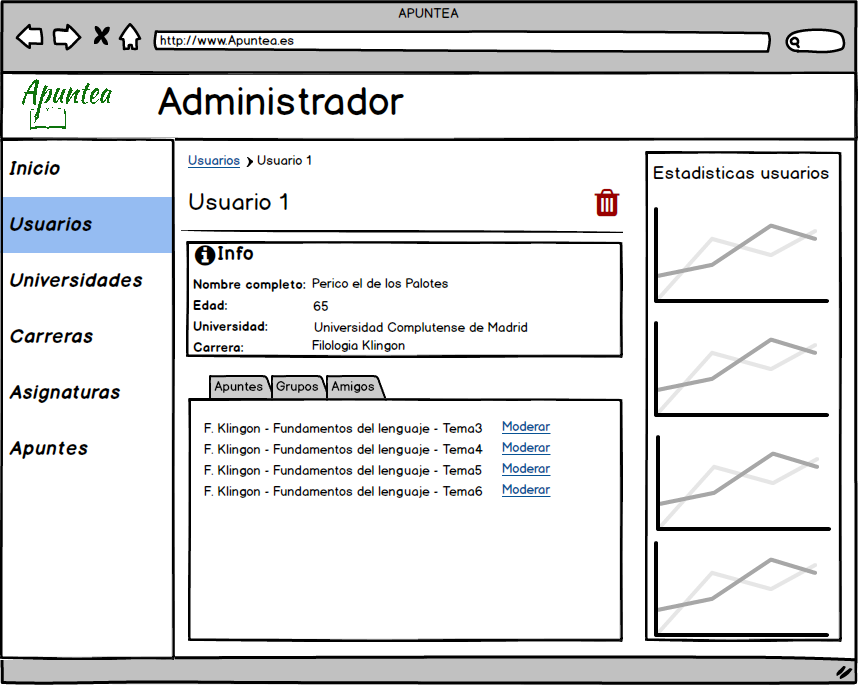 APUNTEA
http://www.Apuntea.es
Apuntea
Administrador
Inicio
Usuarios
Universidades
Carreras
Asignaturas
Apuntes
Usuarios Usuario 1
Usuario 1
Info
Nombre completo: Perico el de los Palotes
Edad: 65
Universidad: Universidad Complutense de Madrid
Carrera: Filologia Klingon
Apuntes Grupos Amigos
F. Klingon - Fundamentos del lenguaje - Tema3 Moderar
F. Klingon - Fundamentos del lenguaje - Tema4 Moderar
F. Klingon - Fundamentos del lenguaje - Tema5 Moderar
F. Klingon - Fundamentos del lenguaje - Tema6 Moderar
Estadisticas usuarios